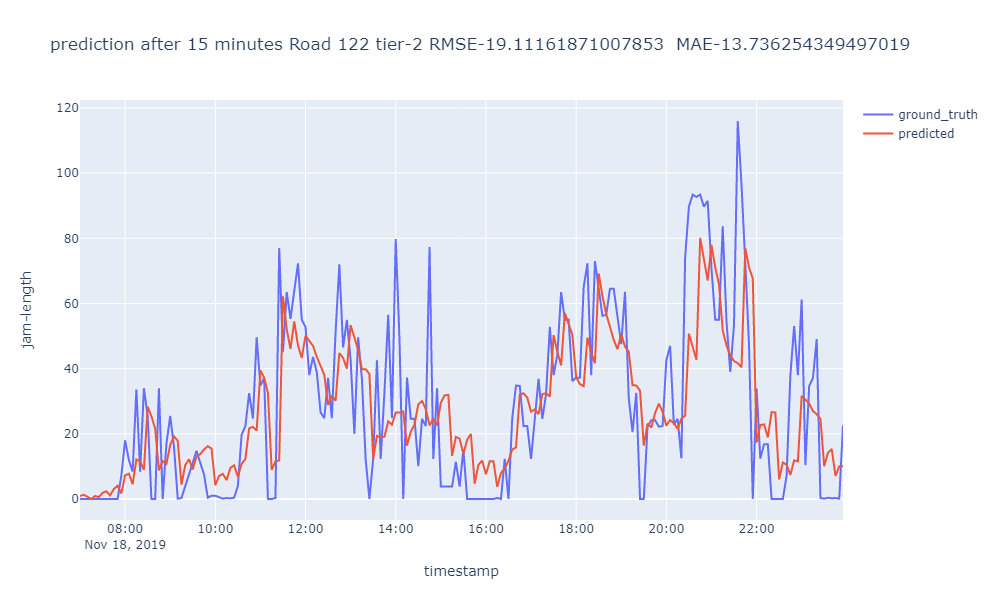 prediction after 15 minutes Road 122 tier-2 RMSE-19.11161871007853  MAE-13.736254349497019
ground_truth
predicted
120
100
80
60
40
20
0
jam-length
08:00 10:00 12:00 14:00 16:00 18:00 20:00 22:00
Nov 18, 2019
timestamp